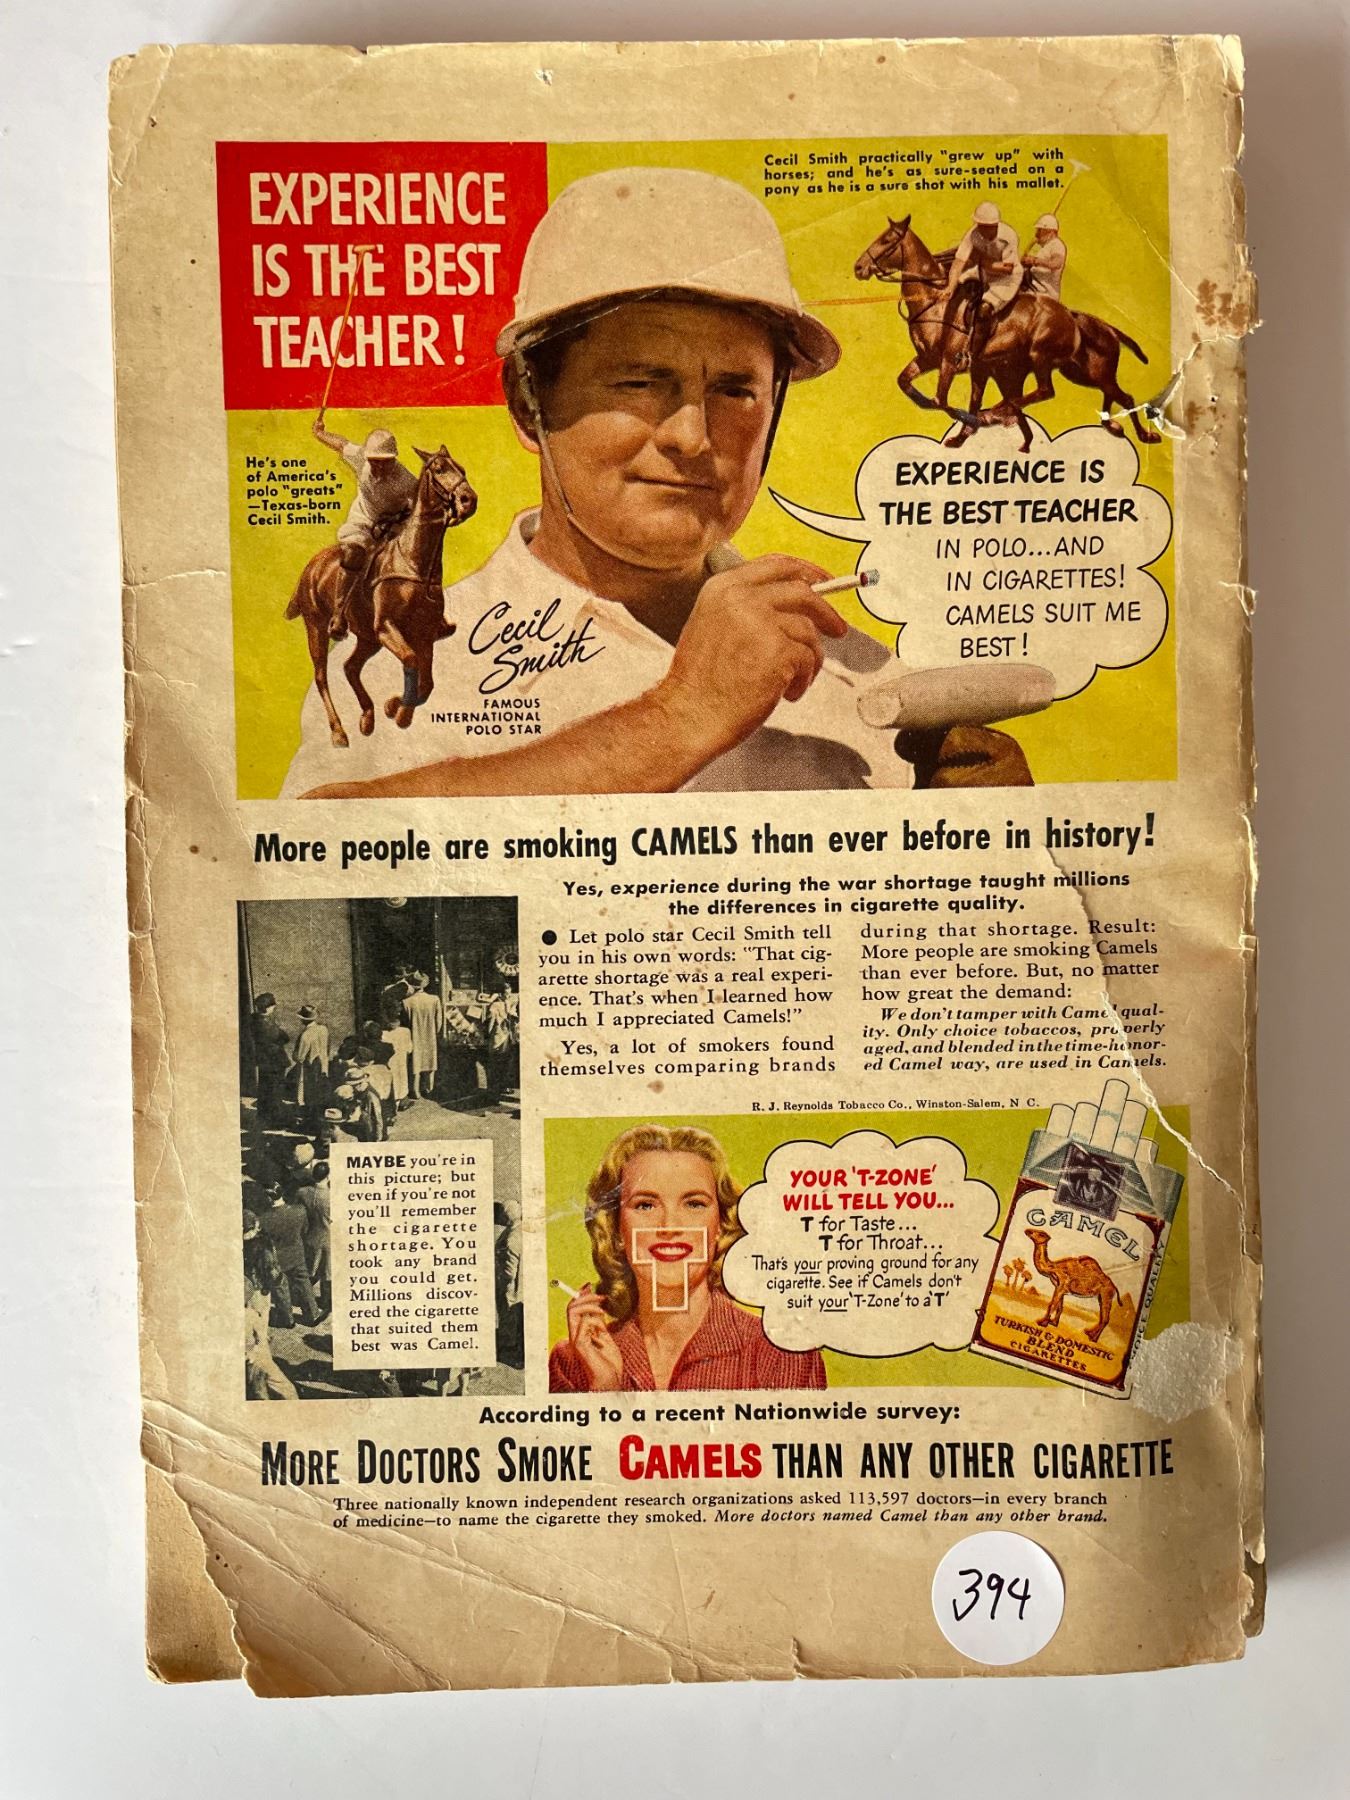 EXPERIENCE
IS THE BEST
TEACHER!
Cecil Smith practically "grew up" with
horses; and he's as sure-seated on a
pony as he is a sure shot with his mallet.
He's one
of America's
polo "greats"
—Texas-born
Cecil Smith.
EXPERIENCE IS
THE BEST TEACHER
IN POLO...AND
IN CIGARETTES!
CAMELS SUIT ME
BEST!
Cecil
Smith
FAMOUS
INTERNATIONAL
POLO STAR
More people are smoking CAMELS than ever before in history!
Yes, experience during the war shortage taught millions
the differences in cigarette quality.
● Let polo star Cecil Smith tell
you in his own words: "That cig-
arette shortage was a real experi-
ence. That's when I learned how
much I appreciated Camels!"
Yes, a lot of smokers found
themselves comparing brands
during that shortage. Result:
More people are smoking Camels
than ever before. But, no matter
how great the demand:
We don't tamper with Camel qual-
ity. Only choice tobaccos, properly
aged, and blended in the time-honor-
ed Camel way, are used in Camels.
R. J. Reynolds Tobacco Co., Winston-Salem, N C.
MAYBE you're in
this picture; but
even if you're not
you'll remember
the cigarette
shortage. You
took any brand
you could get.
Millions discov-
ered the cigarette
that suited them
best was Camel.
T
YOUR 'T-ZONE'
WILL TELL YOU...
T for Taste...
T for Throat...
That's your proving ground for any
cigarette. See if Camels don't
suit your 'T-Zone' to a 'T'
CAMEL
TURKISH & DOMESTIC
BLEND
CIGARETTES
CHOICE QUALITY
According to a recent Nationwide survey:
MORE DOCTORS SMOKE CAMELS THAN ANY OTHER CIGARETTE
Three nationally known independent research organizations asked 113,597 doctors—in every branch
of medicine—to name the cigarette they smoked. More doctors named Camel than any other brand.
394